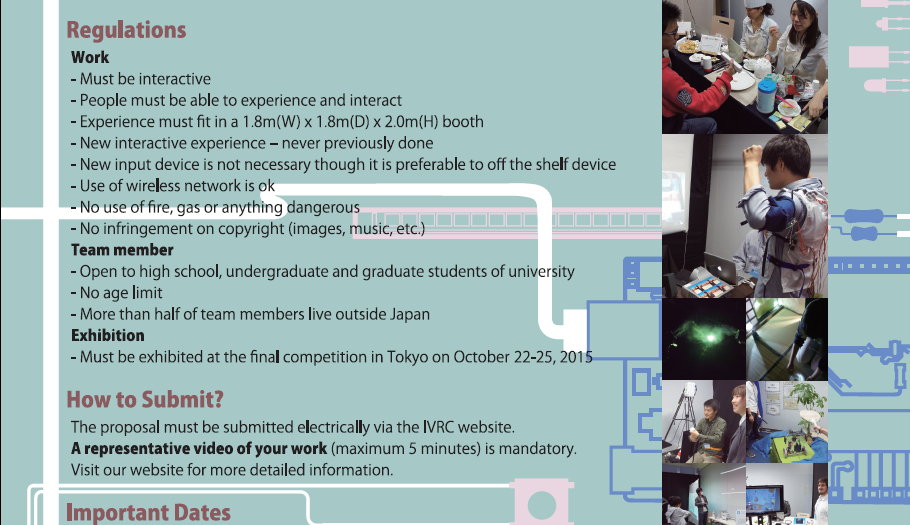 Regulations
Work
- Must be interactive
- People must be able to experience and interact
- Experience must fit in a 1.8m(W) x 1.8m(D) x 2.0m(H) booth
- New interactive experience – never previously done
- New input device is not necessary though it is preferable to off the shelf device
- Use of wireless network is ok
- No use of fire, gas or anything dangerous
- No infringement on copyright (images, music, etc.)
Team member
- Open to high school, undergraduate and graduate students of university
- No age limit
- More than half of team members live outside Japan
Exhibition
- Must be exhibited at the final competition in Tokyo on October 22-25, 2015
How to Submit?
The proposal must be submitted electrically via the IVRC website.
A representative video of your work (maximum 5 minutes) is mandatory.
Visit our website for more detailed information.
Important Dates